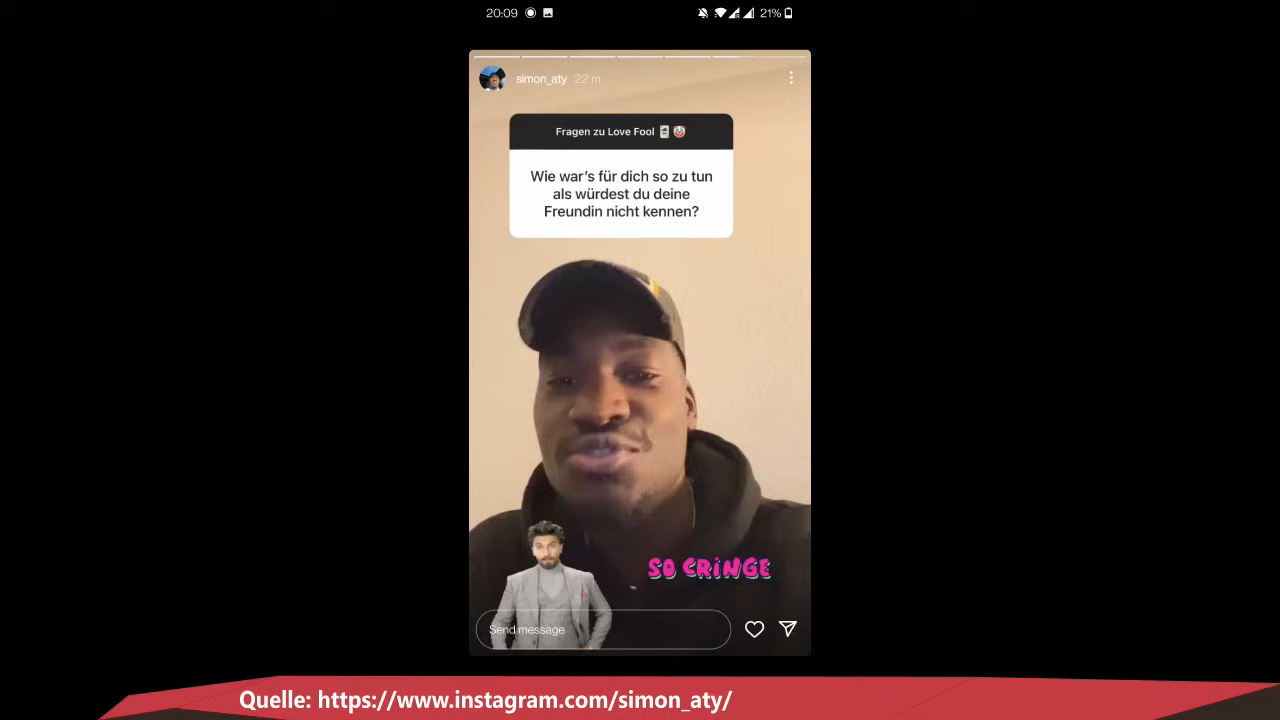 20:09
21%
simon_aty 22 m
Fragen zu Love Fool 🃏 🤡
Wie war's für dich so zu tun
als würdest du deine
Freundin nicht kennen?
SO CRINGE
Send message
Quelle: https://www.instagram.com/simon_aty/